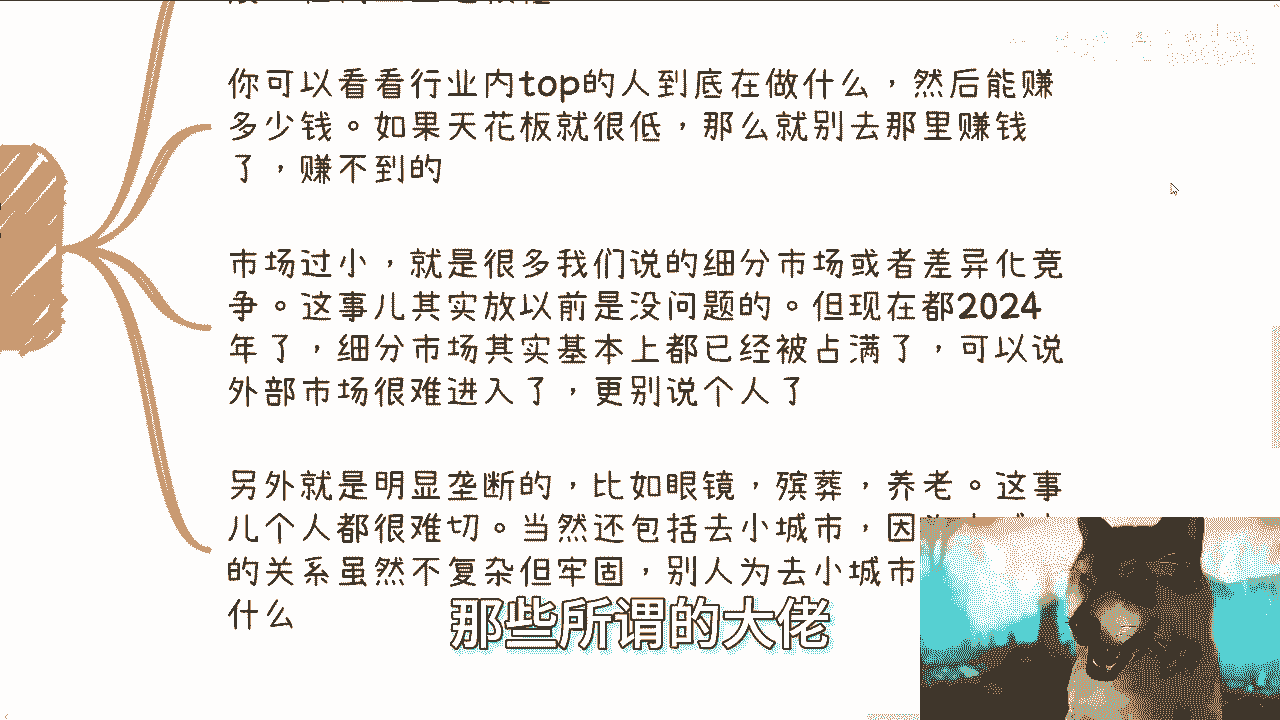 你可以看看行业内top的人到底在做什么，然后能赚
多少钱。如果天花板就很低，那么就别去那里赚钱
了，赚不到的
市场过小，就是很多我们说的细分市场或者差异化竞
争。这事儿其实放以前是没问题的。但现在都2024
年了，细分市场其实基本上都已经被占满了，可以说
外部市场很难进入了，更别说个人了
另外就是明显垄断的，比如眼镜，殡葬，养老。这事
儿个人都很难切。当然还包括去小城市，因
的关系虽然不复杂但牢固，别人为去小城市
什么
那些所谓的大佬